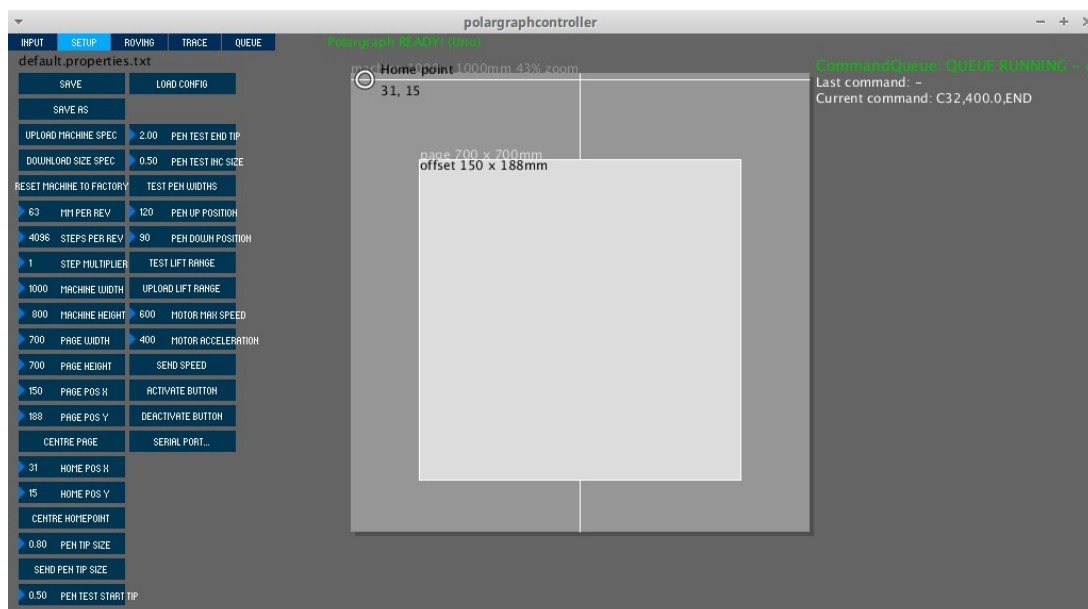 polargraphcontroller
INPUT SETUP ROVING TRACE QUEUE
Polargraph READY! (Uno)
default.properties.txt
SAVE LOAD CONFIG
SAVE AS
UPLOAD MACHINE SPEC 2.00 PEN TEST END TIP
DOWNLOAD SIZE SPEC 0.50 PEN TEST INC SIZE
RESET MACHINE TO FACTORY TEST PEN WIDTHS
63 MM PER REV 120 PEN UP POSITION
4096 STEPS PER REV 90 PEN DOWN POSITION
1 STEP MULTIPLIER TEST LIFT RANGE
1000 MACHINE WIDTH UPLOAD LIFT RANGE
800 MACHINE HEIGHT 600 MOTOR MAX SPEED
700 PAGE WIDTH 400 MOTOR ACCELERATION
700 PAGE HEIGHT SEND SPEED
150 PAGE POS X ACTIVATE BUTTON
188 PAGE POS Y DEACTIVATE BUTTON
CENTRE PAGE SERIAL PORT...
31 HOME POS X
15 HOME POS Y
CENTRE HOMEPOINT
0.80 PEN TIP SIZE
SEND PEN TIP SIZE
0.50 PEN TEST START TIP
1000mm 43% zoom
Home point
31, 15
page 700 x 700mm
offset 150 x 188mm
CommandQueue: QUEUE RUNNING -
Last command: -
Current command: C32,400.0,END